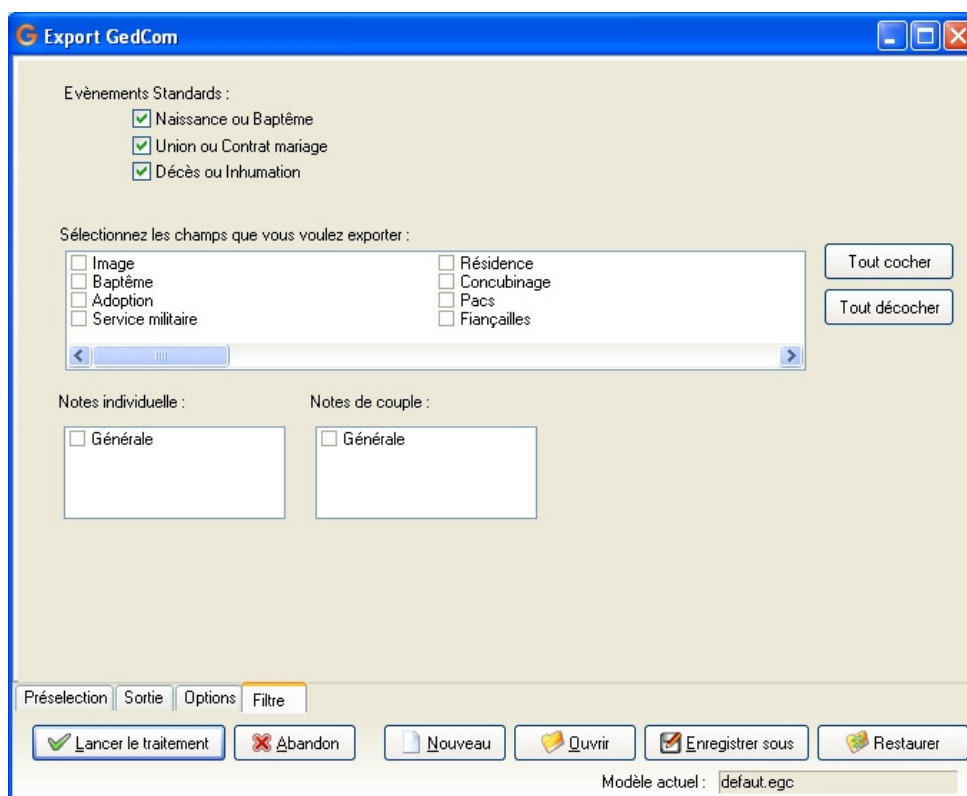 Export GedCom
Evènements Standards :
Naissance ou Baptême
Union ou Contrat mariage
Décès ou Inhumation
Sélectionnez les champs que vous voulez exporter :
Image
Baptême
Adoption
Service militaire
Résidence
Concubinage
Pacs
Fiançailles
Tout cocher
Tout décocher
Notes individuelle :
Notes de couple :
Générale
Générale
Préselection Sortie Options Filtre
Lancer le traitement Abandon Nouveau Ouvrir Enregistrer sous Restaurer
Modèle actuel : defaut.egc